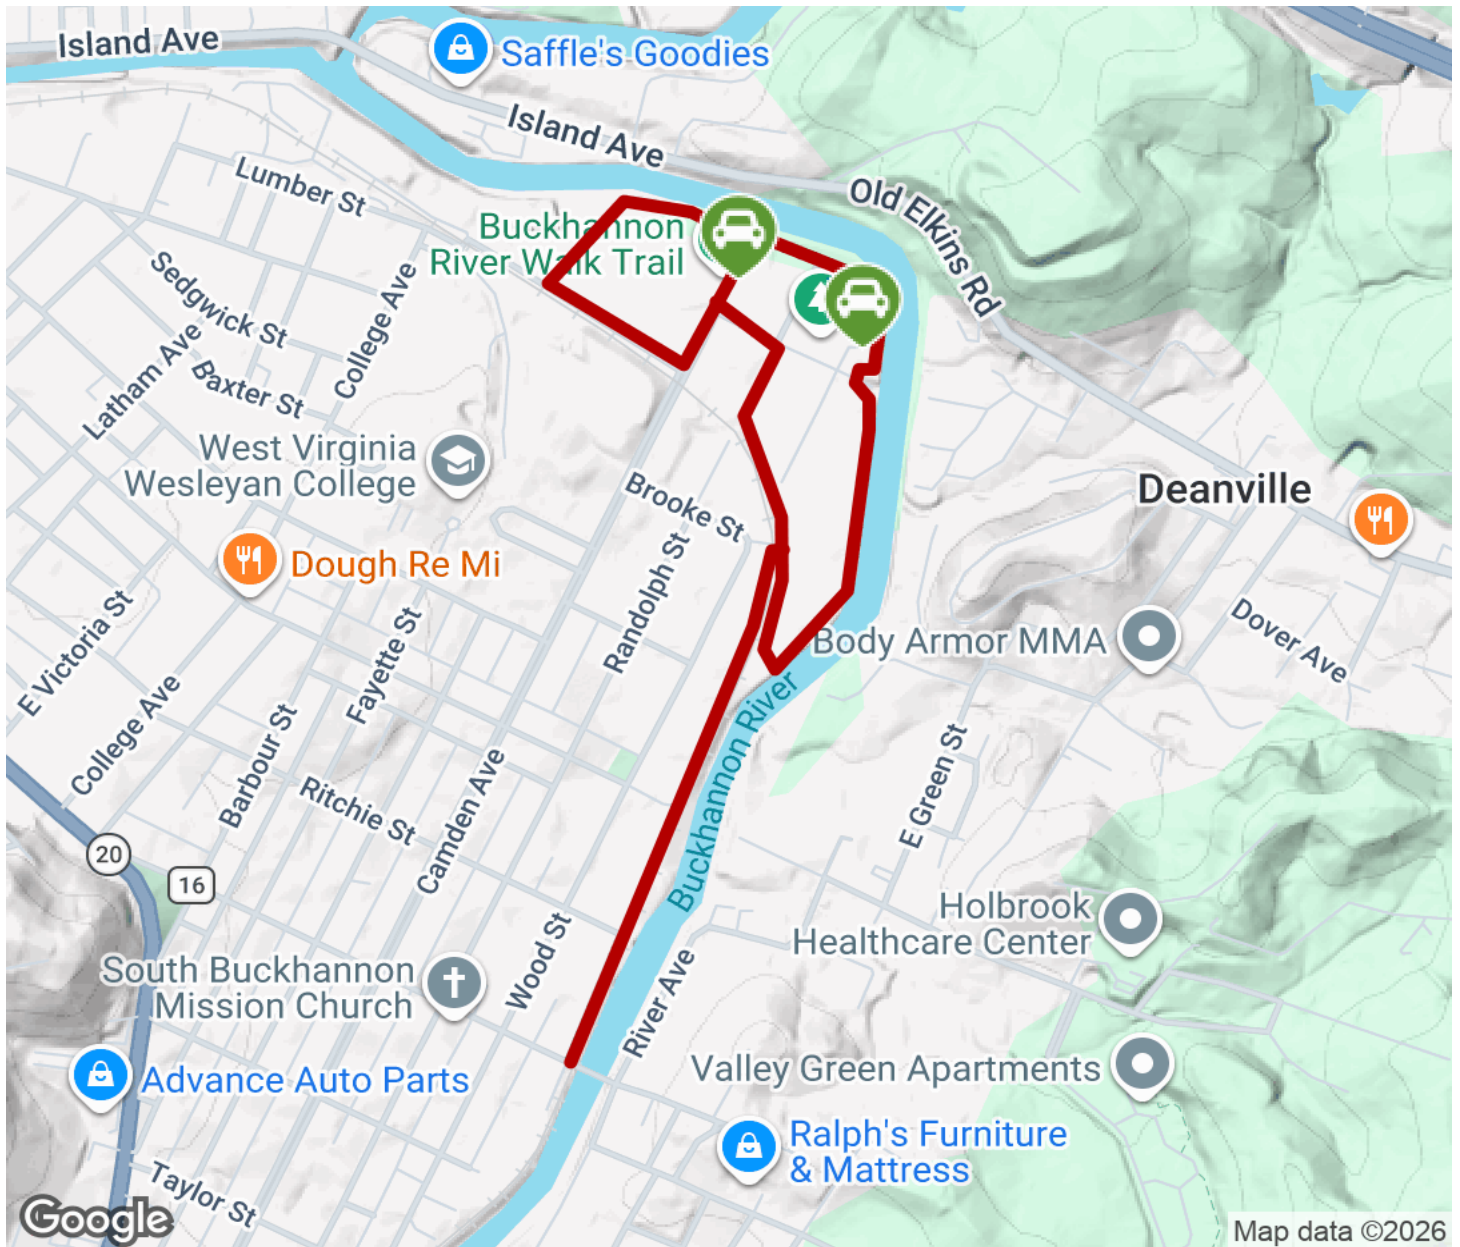 Island Ave
Saffle's Goodies
Island Ave
Old Elkins Rd
Lumber St
Buckhannon
River Walk Trail
Sedgwick St
College Ave
Latham Ave
Baxter St
West Virginia
Wesleyan College
Deanville
Brooke St
Dough Re Mi
Randolph St
E Victoria St
Fayette St
Body Armor MMA
Dover Ave
College Ave
Barbour St
Buckhannon River
E Green St
Ritchie St
Camden Ave
20
16
Holbrook
Healthcare Center
South Buckhannon
Mission Church
Wood St
River Ave
Advance Auto Parts
Valley Green Apartments
Ralph's Furniture
& Mattress
Taylor St
Google
Map data ©2026